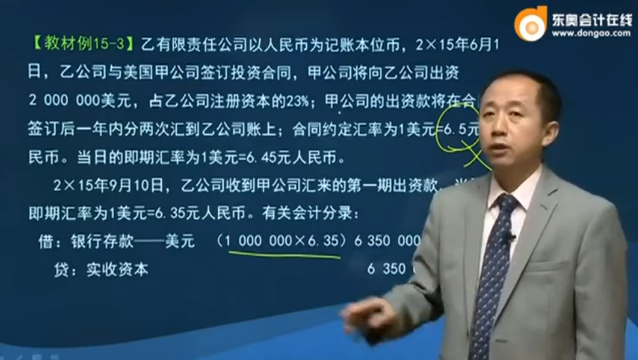 东奥会计在线
www.dongao.com
【教材例15-3】乙有限责任公司以人民币为记账本位币，2×15年6月1
日，乙公司与美国甲公司签订投资合同，甲公司将向乙公司出资
2 000 000美元，占乙公司注册资本的23%；甲公司的出资款将在合
签订后一年内分两次汇到乙公司账上；合同约定汇率为1美元=6.5元
民币。当日的即期汇率为1美元=6.45元人民币。
2×15年9月10日，乙公司收到甲公司汇来的第一期出资款，
即期汇率为1美元=6.35元人民币。有关会计分录：
借：银行存款——美元 （1 000 000×6.35）6 350 000
贷：实收资本 6 350